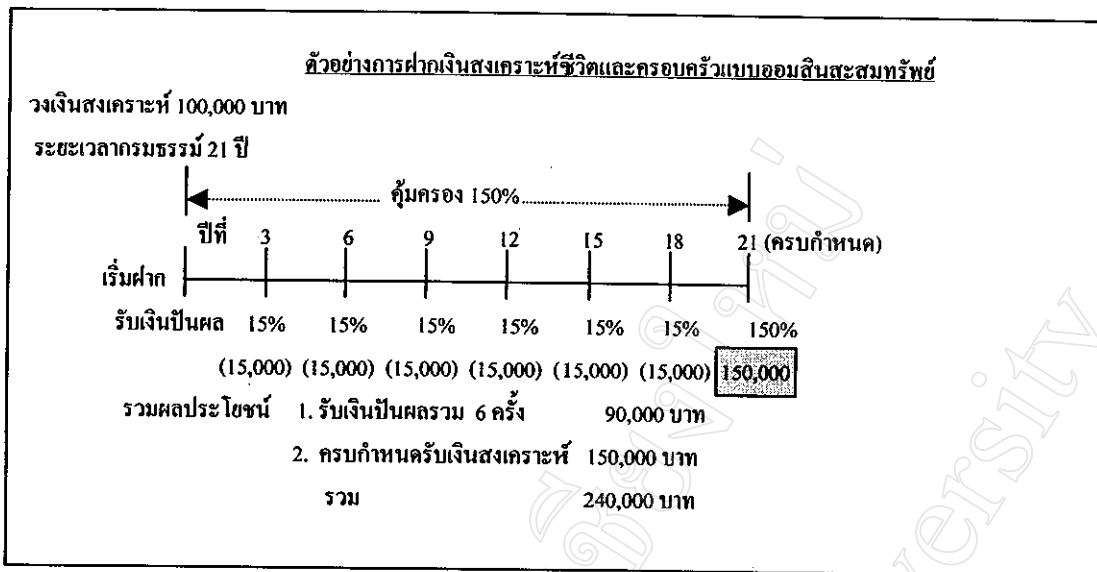 ตัวอย่างการฝากเงินสงเคราะห์ชีวิตและครอบครัวแบบออมสินสะสมทรัพย์
วงเงินสงเคราะห์ 100,000 บาท
ระยะเวลากรมธรรม์ 21 ปี
คุ้มครอง 150%
ปีที่ 3 6 9 12 15 18 21 (ครบกำหนด)
เริ่มฝาก
รับเงินปันผล 15% 15% 15% 15% 15% 15% 150%
(15,000) (15,000) (15,000) (15,000) (15,000) (15,000) 150,000
รวมผลประโยชน์ 1. รับเงินปันผลรวม 6 ครั้ง 90,000 บาท
2. ครบกำหนดรับเงินสงเคราะห์ 150,000 บาท
รวม 240,000 บาท